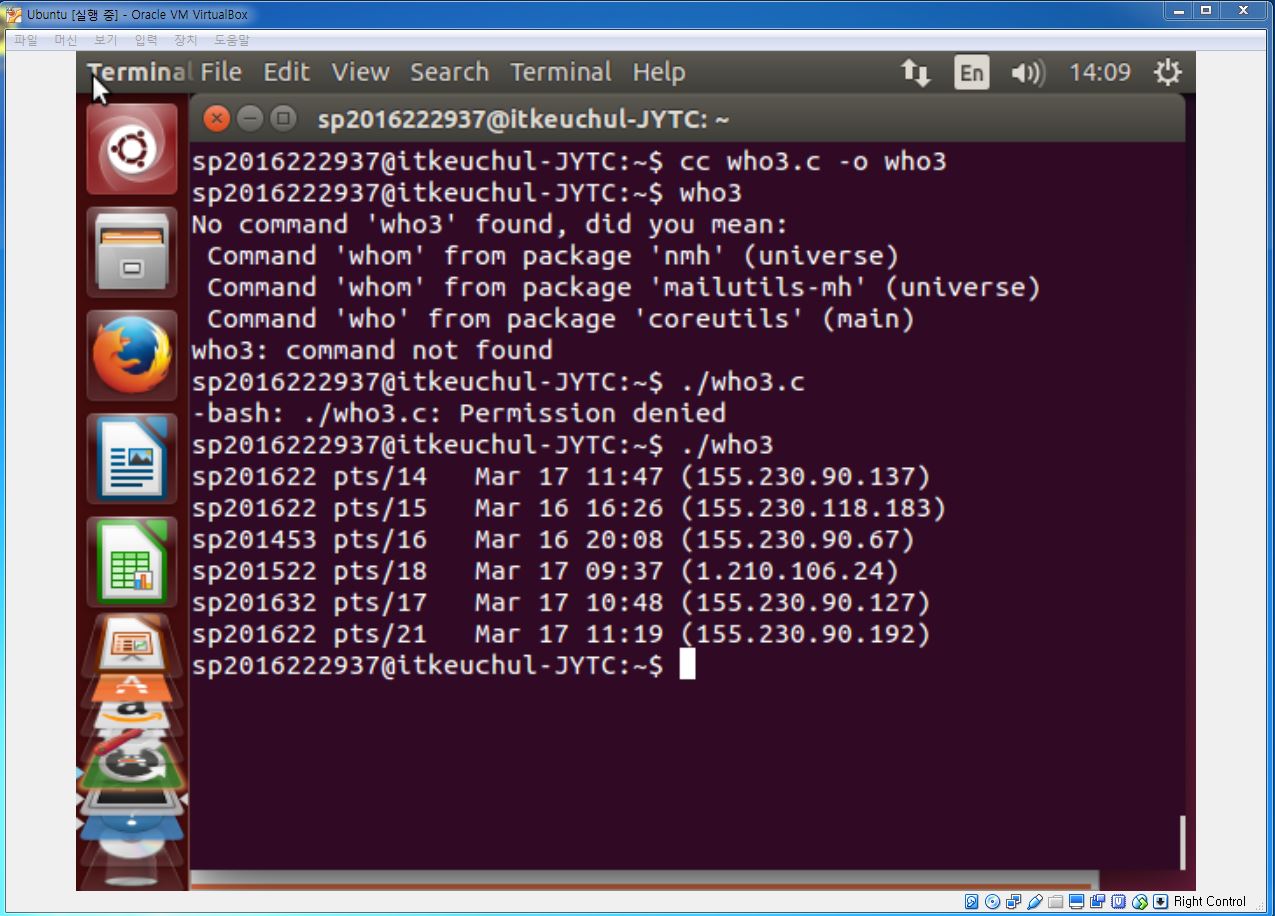 Ubuntu [실행 중] - Oracle VM VirtualBox
파일 머신 보기 입력 장치 도움말
Terminal File Edit View Search Terminal Help En 14:09
sp2016222937@itkeuchul-JYTC: ~
sp2016222937@itkeuchul-JYTC:~$ cc who3.c -o who3
sp2016222937@itkeuchul-JYTC:~$ who3
No command 'who3' found, did you mean:
 Command 'whom' from package 'nmh' (universe)
 Command 'whom' from package 'mailutils-mh' (universe)
 Command 'who' from package 'coreutils' (main)
who3: command not found
sp2016222937@itkeuchul-JYTC:~$ ./who3.c
-bash: ./who3.c: Permission denied
sp2016222937@itkeuchul-JYTC:~$ ./who3
sp201622 pts/14   Mar 17 11:47 (155.230.90.137)
sp201622 pts/15   Mar 16 16:26 (155.230.118.183)
sp201453 pts/16   Mar 16 20:08 (155.230.90.67)
sp201522 pts/18   Mar 17 09:37 (1.210.106.24)
sp201632 pts/17   Mar 17 10:48 (155.230.90.127)
sp201622 pts/21   Mar 17 11:19 (155.230.90.192)
sp2016222937@itkeuchul-JYTC:~$
Right Control